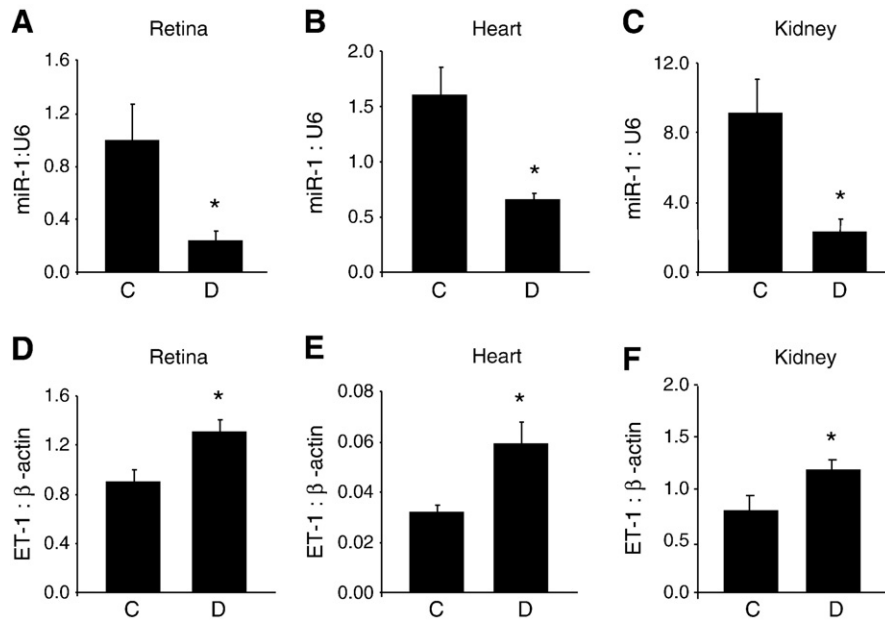 A
Retina
miR-1:U6
1.6
1.2
0.8
0.4
0.0
*
C
D
B
Heart
miR-1 : U6
2.0
1.5
1.0
0.5
0.0
*
C
D
C
Kidney
miR-1 : U6
12.0
8.0
4.0
0.0
*
C
D
D
Retina
ET-1 : β -actin
1.6
1.2
0.8
0.4
0.0
*
C
D
E
Heart
ET-1 : β -actin
0.08
0.06
0.04
0.02
0.00
*
C
D
F
Kidney
ET-1 : β -actin
2.0
1.5
1.0
0.5
0.0
*
C
D